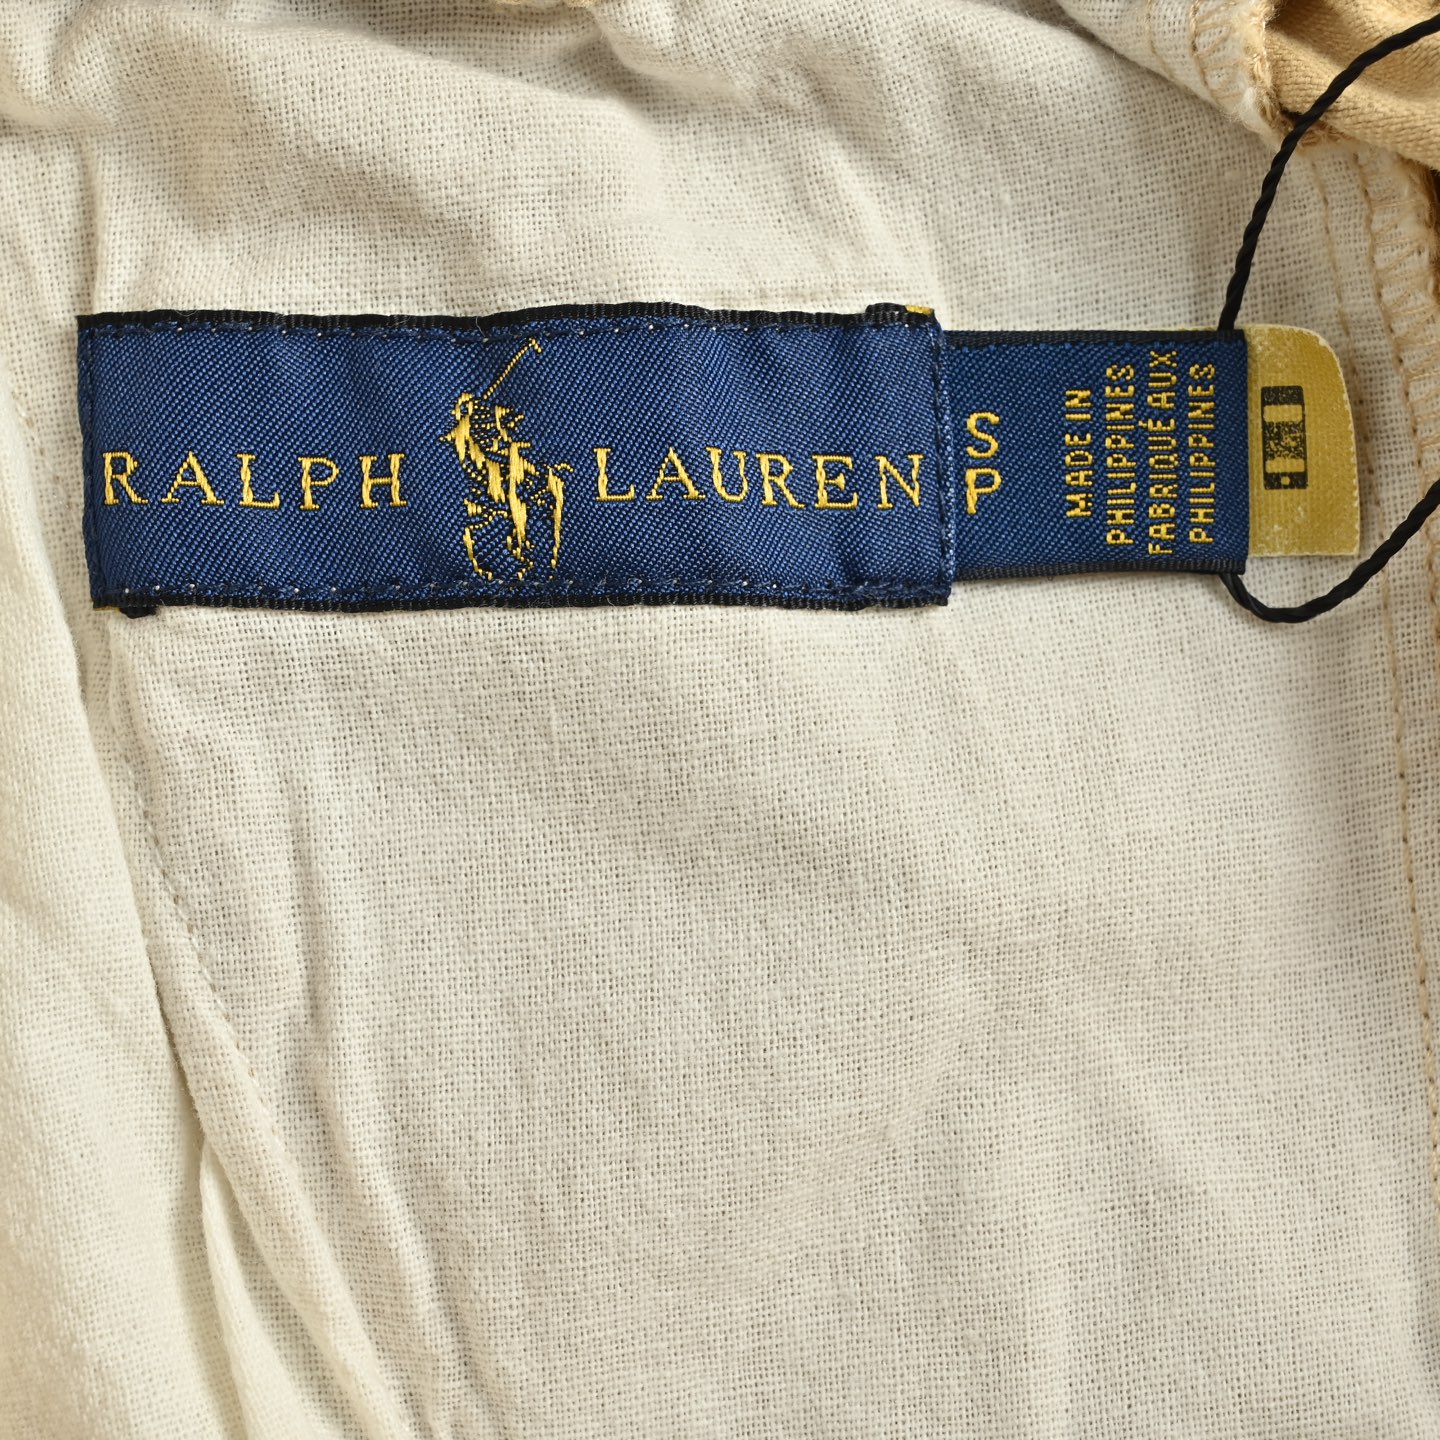 RALPH LAUREN
S
P
MADE IN
PHILIPPINES
FABRIQUÉ AUX
PHILIPPINES